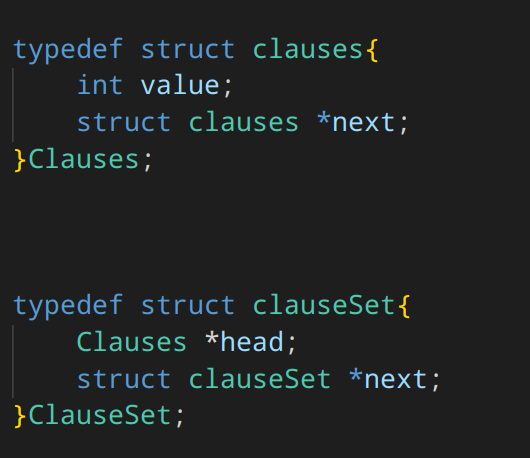 typedef struct clauses{
    int value;
    struct clauses *next;
}Clauses;
typedef struct clauseSet{
    Clauses *head;
    struct clauseSet *next;
}ClauseSet;